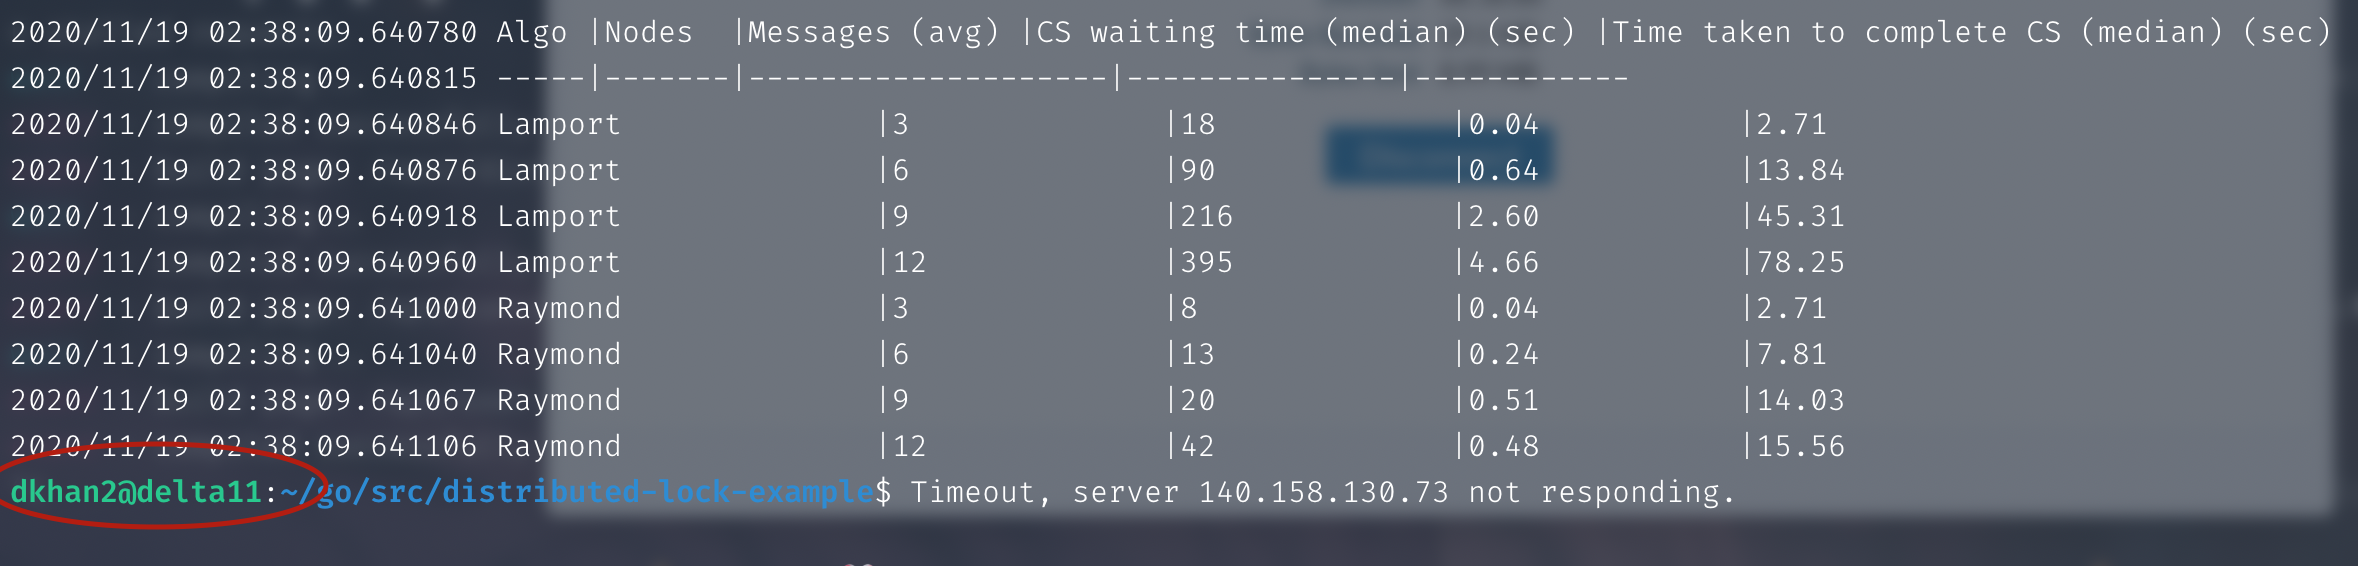 2020/11/19 02:38:09.640780 Algo |Nodes  |Messages (avg) |CS waiting time (median) (sec) |Time taken to complete CS (median) (sec)
2020/11/19 02:38:09.640815 -----|-------|--------------------|---------------|------------
2020/11/19 02:38:09.640846 Lamport |3 |18 |0.04 |2.71
2020/11/19 02:38:09.640876 Lamport |6 |90 |0.64 |13.84
2020/11/19 02:38:09.640918 Lamport |9 |216 |2.60 |45.31
2020/11/19 02:38:09.640960 Lamport |12 |395 |4.66 |78.25
2020/11/19 02:38:09.641000 Raymond |3 |8 |0.04 |2.71
2020/11/19 02:38:09.641040 Raymond |6 |13 |0.24 |7.81
2020/11/19 02:38:09.641067 Raymond |9 |20 |0.51 |14.03
2020/11/19 02:38:09.641106 Raymond |12 |42 |0.48 |15.56
dkhan2@delta11:~/go/src/distributed-lock-example$ Timeout, server 140.158.130.73 not responding.